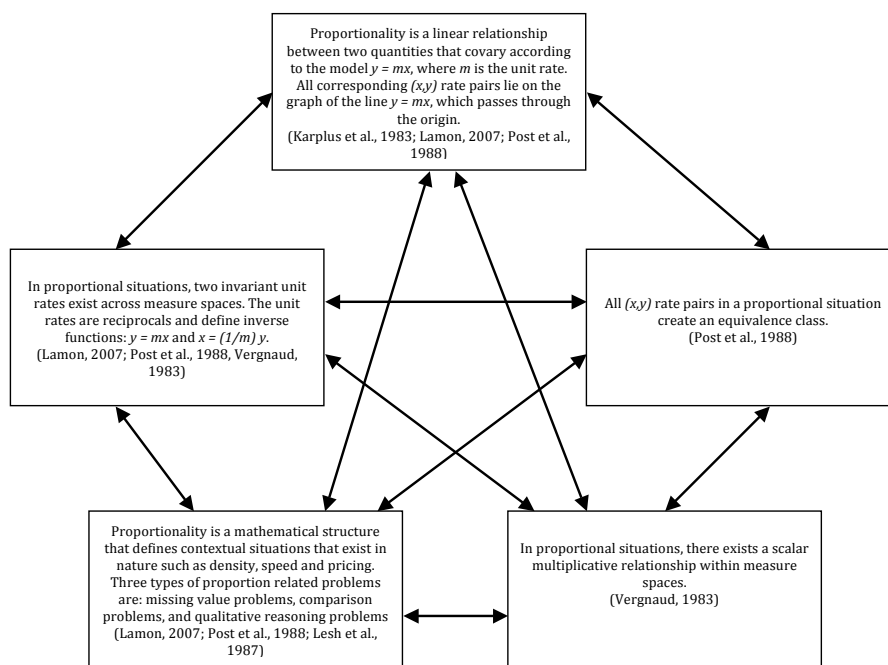 Proportionality is a linear relationship
between two quantities that covary according
to the model y = mx, where m is the unit rate.
All corresponding (x,y) rate pairs lie on the
graph of the line y = mx, which passes through
the origin.
(Karplus et al., 1983; Lamon, 2007; Post et al.,
1988)
In proportional situations, two invariant unit
rates exist across measure spaces. The unit
rates are reciprocals and define inverse
functions: y = mx and x = (1/m) y.
(Lamon, 2007; Post et al., 1988, Vergnaud,
1983)
All (x,y) rate pairs in a proportional situation
create an equivalence class.
(Post et al., 1988)
Proportionality is a mathematical structure
that defines contextual situations that exist in
nature such as density, speed and pricing.
Three types of proportion related problems
are: missing value problems, comparison
problems, and qualitative reasoning problems
(Lamon, 2007; Post et al., 1988; Lesh et al.,
1987)
In proportional situations, there exists a scalar
multiplicative relationship within measure
spaces.
(Vergnaud, 1983)